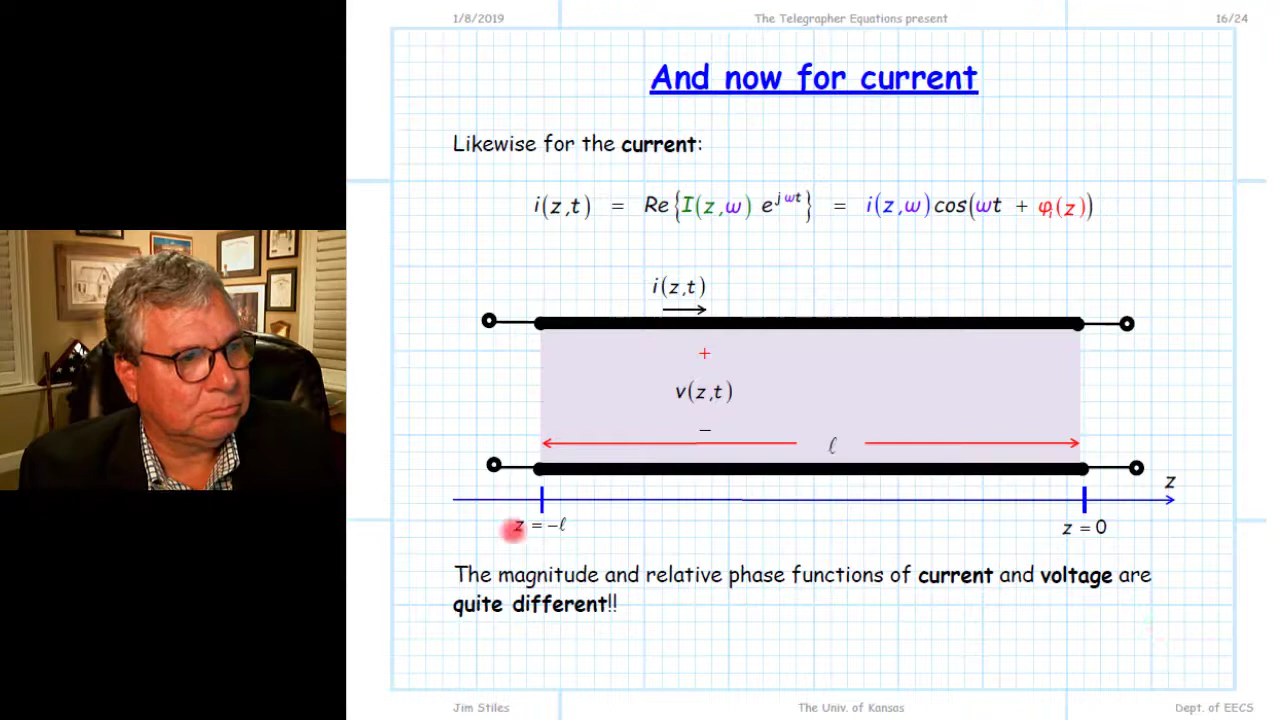 1/8/2019 The Telegrapher Equations present 16/24
And now for current
Likewise for the current:
i(z,t) = Re{I(z,ω) e^{jωt}} = i(z,ω)cos(ωt + φ_i(z))
i(z,t)
+
v(z,t)
−
ℓ
z
z = −ℓ z = 0
The magnitude and relative phase functions of current and voltage are
quite different!!
Jim Stiles The Univ. of Kansas Dept. of EECS